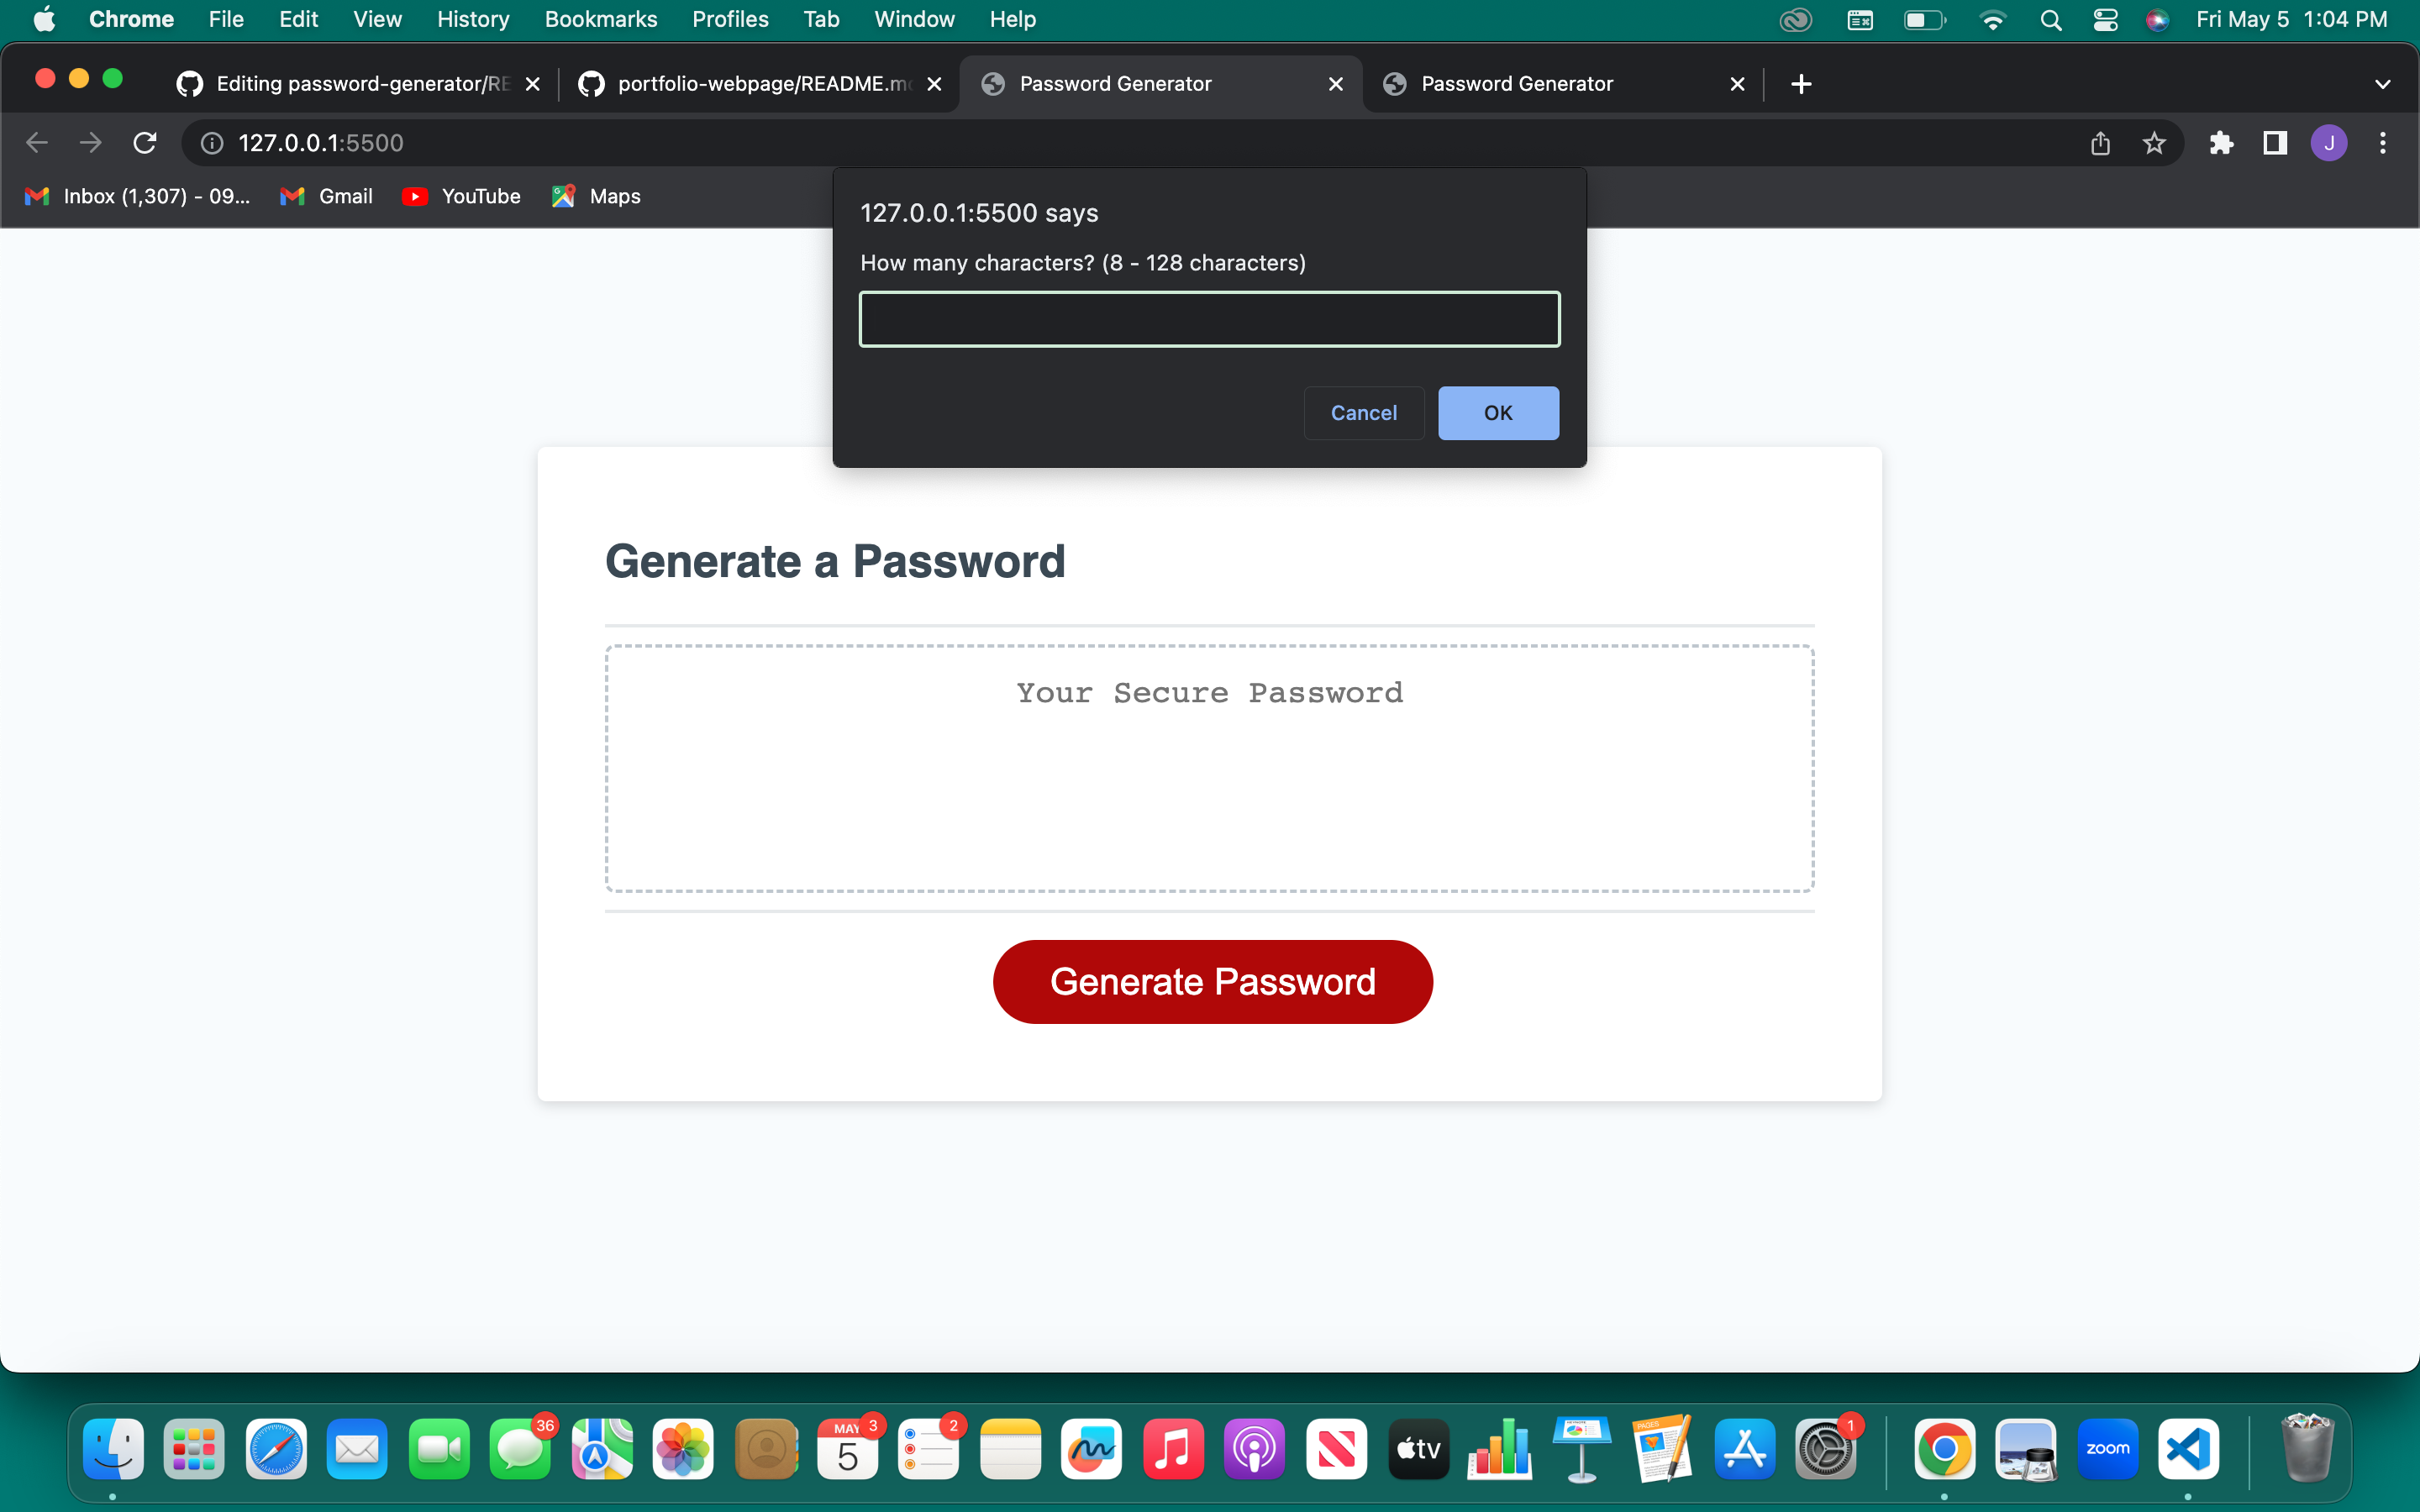 Chrome File Edit View History Bookmarks Profiles Tab Window Help Fri May 5 1:04 PM
Editing password-generator/RE portfolio-webpage/README.md Password Generator Password Generator
127.0.0.1:5500 J
Inbox (1,307) - 09... Gmail YouTube Maps
127.0.0.1:5500 says
How many characters? (8 - 128 characters)
Cancel OK
Generate a Password
Your Secure Password
Generate Password
36 MAY 3 2 1
5 tv zoom
PAGES